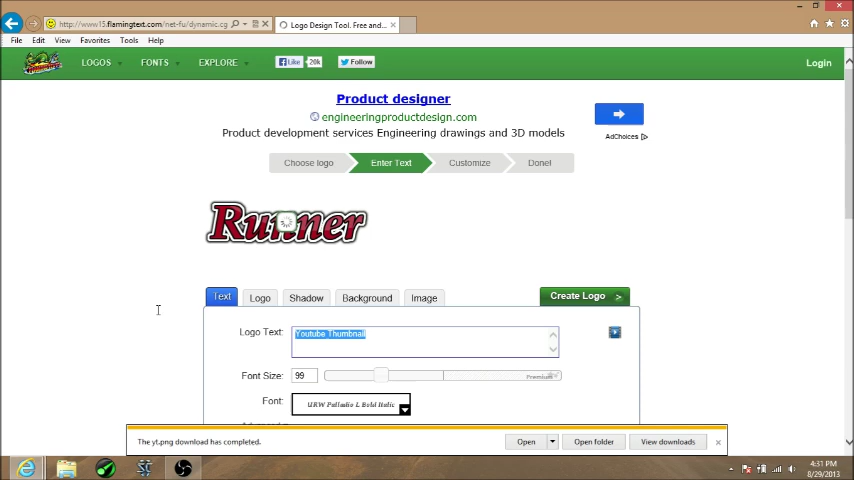 http://www15.flamingtext.com/net-fu/dynamic.cg
Logo Design Tool. Free and...
File Edit View Favorites Tools Help
LOGOS FONTS EXPLORE Like 20k Follow Login
Product designer
engineeringproductdesign.com
Product development services Engineering drawings and 3D models
AdChoices
Choose logo Enter Text Customize Done!
Runner
Text Logo Shadow Background Image Create Logo >
Logo Text: Youtube Thumbnail
Font Size: 99 Premium
Font: URW Palladio L Bold Italic
The yt.png download has completed. Open Open folder View downloads
4:31 PM
8/29/2013